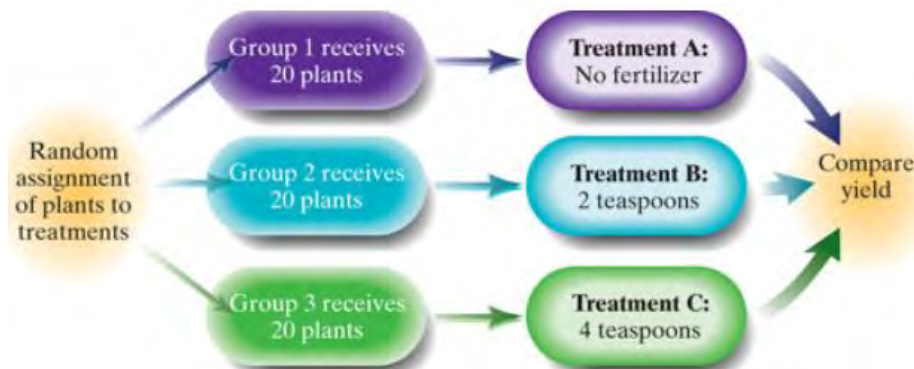 Random
assignment
of plants to
treatments
Group 1 receives
20 plants
Treatment A:
No fertilizer
Group 2 receives
20 plants
Treatment B:
2 teaspoons
Group 3 receives
20 plants
Treatment C:
4 teaspoons
Compare
yield